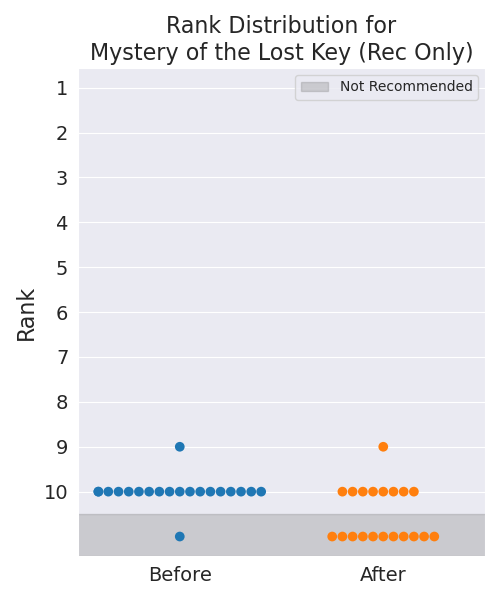 Rank Distribution for
Mystery of the Lost Key (Rec Only)
Not Recommended
1
2
3
4
5
6
7
8
9
10
Rank
Before
After